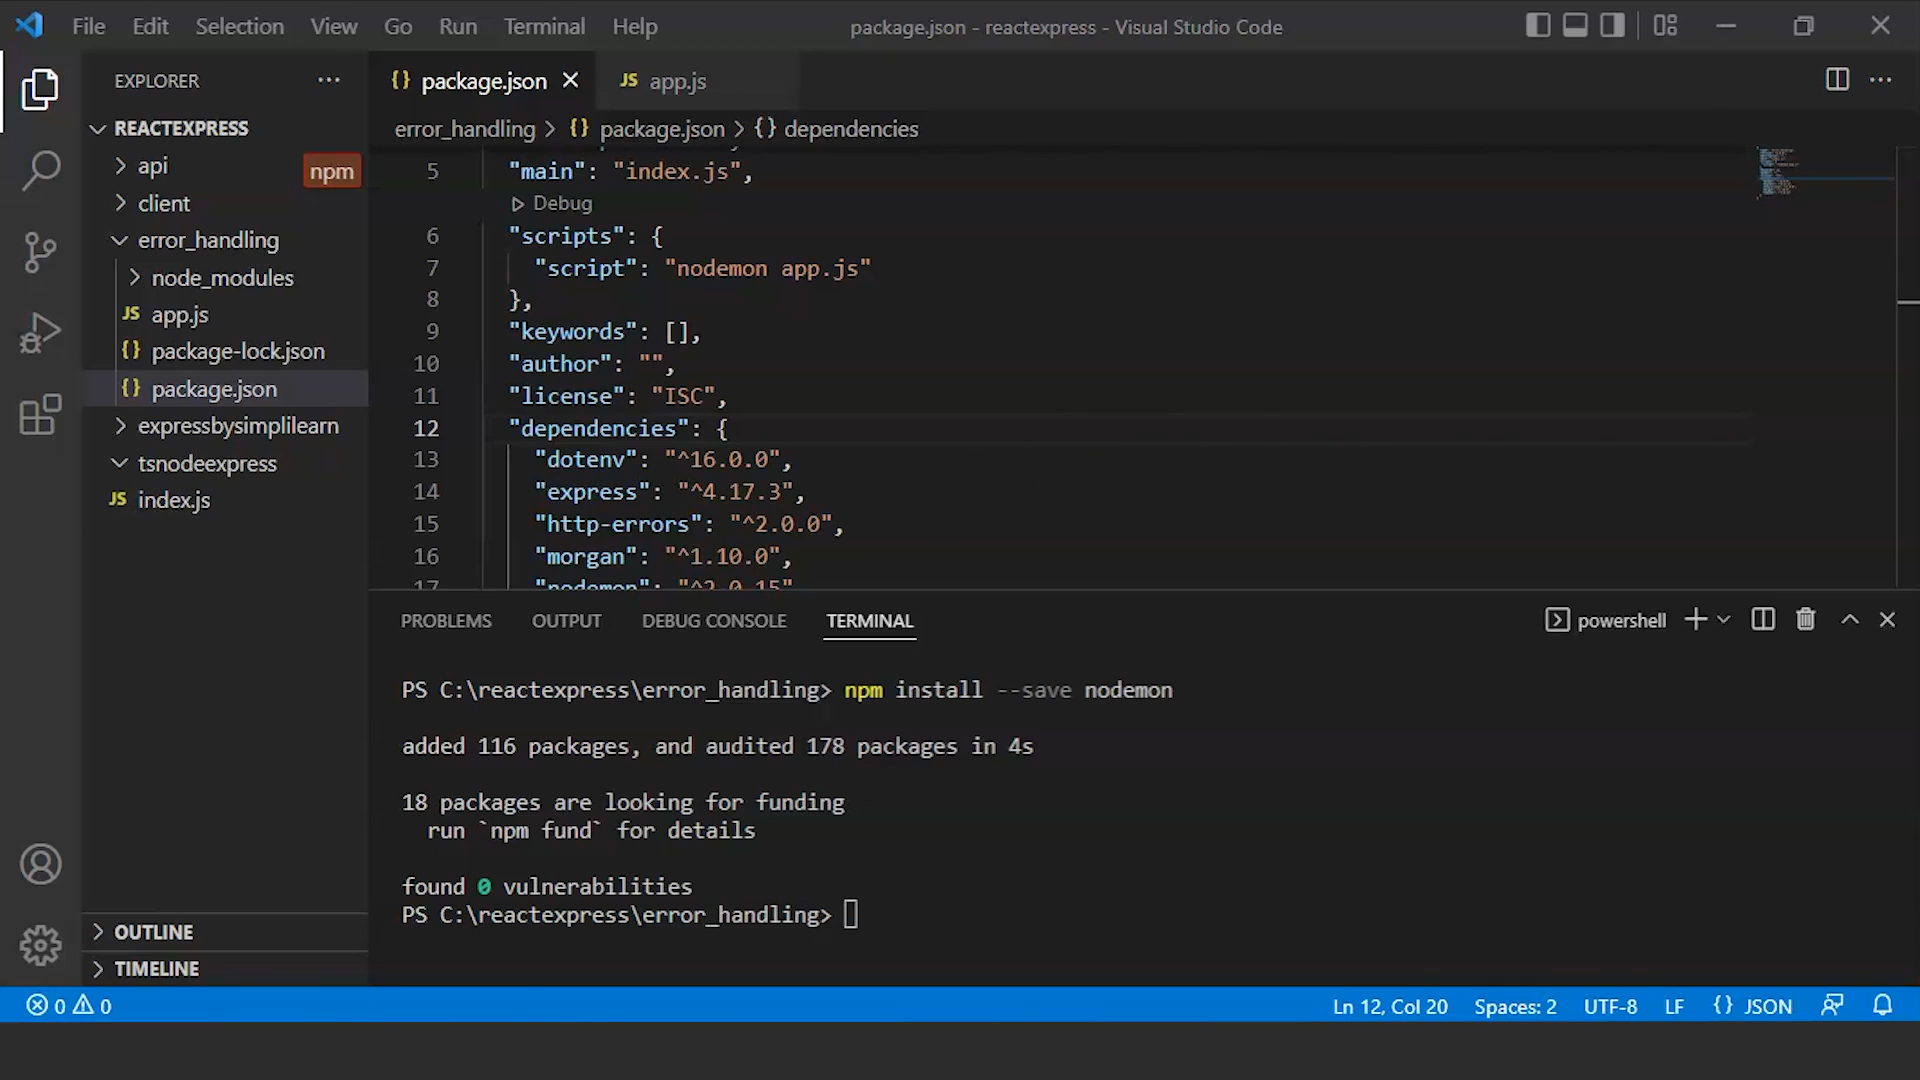 File Edit Selection View Go Run Terminal Help package.json - reactexpress - Visual Studio Code
EXPLORER
REACTEXPRESS
api
npm
client
error_handling
node_modules
JS app.js
{} package-lock.json
{} package.json
expressbysimplilearn
tsnodeexpress
JS index.js
OUTLINE
TIMELINE
{} package.json JS app.js
error_handling > {} package.json > {} dependencies
5 "main": "index.js",
Debug
6 "scripts": {
7 "script": "nodemon app.js"
8 },
9 "keywords": [],
10 "author": "",
11 "license": "ISC",
12 "dependencies": {
13 "dotenv": "^16.0.0",
14 "express": "^4.17.3",
15 "http-errors": "^2.0.0",
16 "morgan": "^1.10.0",
17 "nodemon": "^2.0.15"
PROBLEMS OUTPUT DEBUG CONSOLE TERMINAL powershell
PS C:\reactexpress\error_handling> npm install --save nodemon
added 116 packages, and audited 178 packages in 4s
18 packages are looking for funding
run `npm fund` for details
found 0 vulnerabilities
PS C:\reactexpress\error_handling>
0 0 Ln 12, Col 20 Spaces: 2 UTF-8 LF {} JSON